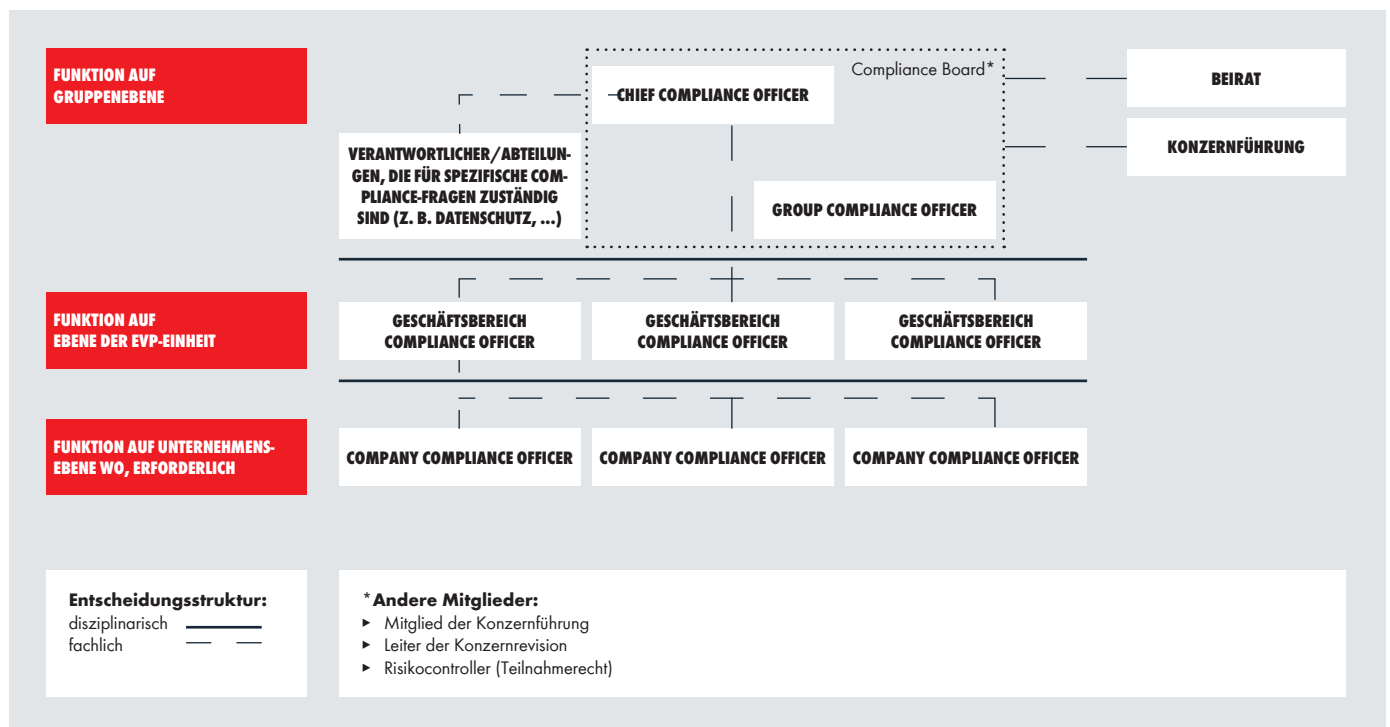 FUNKTION AUF
GRUPPENEBENE
Compliance Board*
CHIEF COMPLIANCE OFFICER
BEIRAT
KONZERNFÜHRUNG
VERANTWORTLICHER/ABTEILUN-
GEN, DIE FÜR SPEZIFISCHE COM-
PLIANCE-FRAGEN ZUSTÄNDIG
SIND (Z. B. DATENSCHUTZ, ...)
GROUP COMPLIANCE OFFICER
FUNKTION AUF
EBENE DER EVP-EINHEIT
GESCHÄFTSBEREICH
COMPLIANCE OFFICER
GESCHÄFTSBEREICH
COMPLIANCE OFFICER
GESCHÄFTSBEREICH
COMPLIANCE OFFICER
FUNKTION AUF UNTERNEHMENS-
EBENE WO, ERFORDERLICH
COMPANY COMPLIANCE OFFICER
COMPANY COMPLIANCE OFFICER
COMPANY COMPLIANCE OFFICER
Entscheidungsstruktur:
disziplinarisch
fachlich
*Andere Mitglieder:
► Mitglied der Konzernführung
► Leiter der Konzernrevision
► Risikocontroller (Teilnahmerecht)